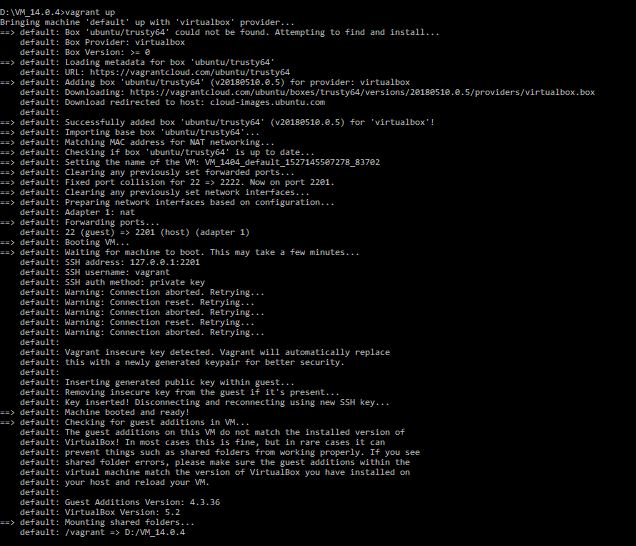 D:\VM_14.0.4>vagrant up
Bringing machine 'default' up with 'virtualbox' provider...
==> default: Box 'ubuntu/trusty64' could not be found. Attempting to find and install...
    default: Box Provider: virtualbox
    default: Box Version: >= 0
==> default: Loading metadata for box 'ubuntu/trusty64'
    default: URL: https://vagrantcloud.com/ubuntu/trusty64
==> default: Adding box 'ubuntu/trusty64' (v20180510.0.5) for provider: virtualbox
    default: Downloading: https://vagrantcloud.com/ubuntu/boxes/trusty64/versions/20180510.0.5/providers/virtualbox.box
    default: Download redirected to host: cloud-images.ubuntu.com
    default:
==> default: Successfully added box 'ubuntu/trusty64' (v20180510.0.5) for 'virtualbox'!
==> default: Importing base box 'ubuntu/trusty64'...
==> default: Matching MAC address for NAT networking...
==> default: Checking if box 'ubuntu/trusty64' is up to date...
==> default: Setting the name of the VM: VM_1404_default_1527145507278_83702
==> default: Clearing any previously set forwarded ports...
==> default: Fixed port collision for 22 => 2222. Now on port 2201.
==> default: Clearing any previously set network interfaces...
==> default: Preparing network interfaces based on configuration...
    default: Adapter 1: nat
==> default: Forwarding ports...
    default: 22 (guest) => 2201 (host) (adapter 1)
==> default: Booting VM...
==> default: Waiting for machine to boot. This may take a few minutes...
    default: SSH address: 127.0.0.1:2201
    default: SSH username: vagrant
    default: SSH auth method: private key
    default: Warning: Connection aborted. Retrying...
    default: Warning: Connection reset. Retrying...
    default: Warning: Connection aborted. Retrying...
    default: Warning: Connection reset. Retrying...
    default: Warning: Connection aborted. Retrying...
    default:
    default: Vagrant insecure key detected. Vagrant will automatically replace
    default: this with a newly generated keypair for better security.
    default:
    default: Inserting generated public key within guest...
    default: Removing insecure key from the guest if it's present...
    default: Key inserted! Disconnecting and reconnecting using new SSH key...
==> default: Machine booted and ready!
==> default: Checking for guest additions in VM...
    default: The guest additions on this VM do not match the installed version of
    default: VirtualBox! In most cases this is fine, but in rare cases it can
    default: prevent things such as shared folders from working properly. If you see
    default: shared folder errors, please make sure the guest additions within the
    default: virtual machine match the version of VirtualBox you have installed on
    default: your host and reload your VM.
    default:
    default: Guest Additions Version: 4.3.36
    default: VirtualBox Version: 5.2
==> default: Mounting shared folders...
    default: /vagrant => D:/VM_14.0.4